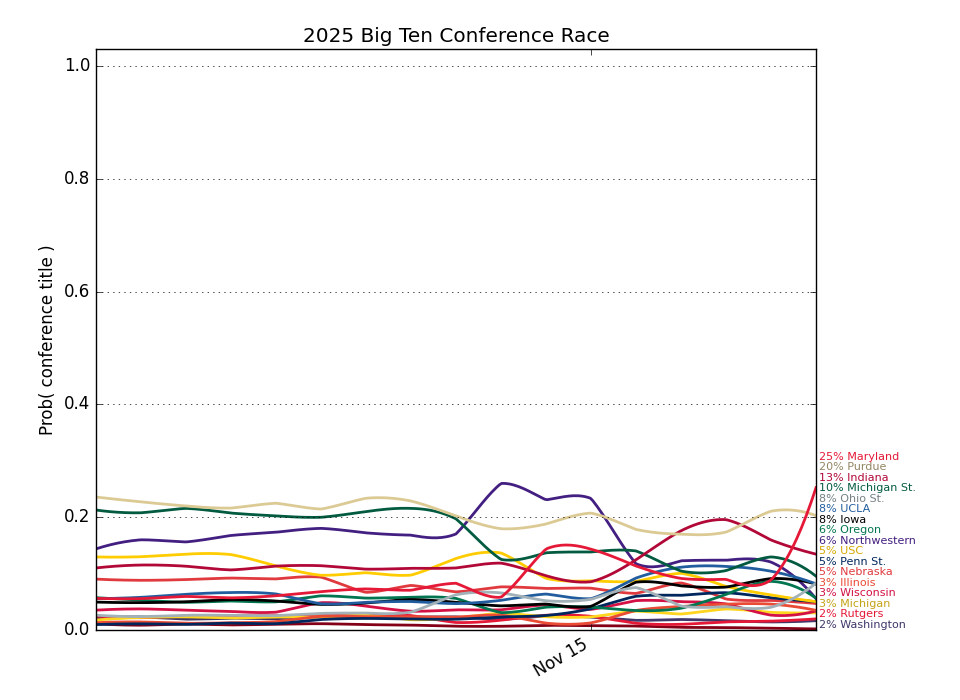 2025 Big Ten Conference Race
Prob( conference title )
1.0
0.8
0.6
0.4
0.2
0.0
Nov 15
25% Maryland
20% Purdue
13% Indiana
10% Michigan St.
8% Ohio St.
8% UCLA
8% Iowa
6% Oregon
6% Northwestern
5% USC
5% Penn St.
5% Nebraska
3% Illinois
3% Wisconsin
3% Michigan
2% Rutgers
2% Washington